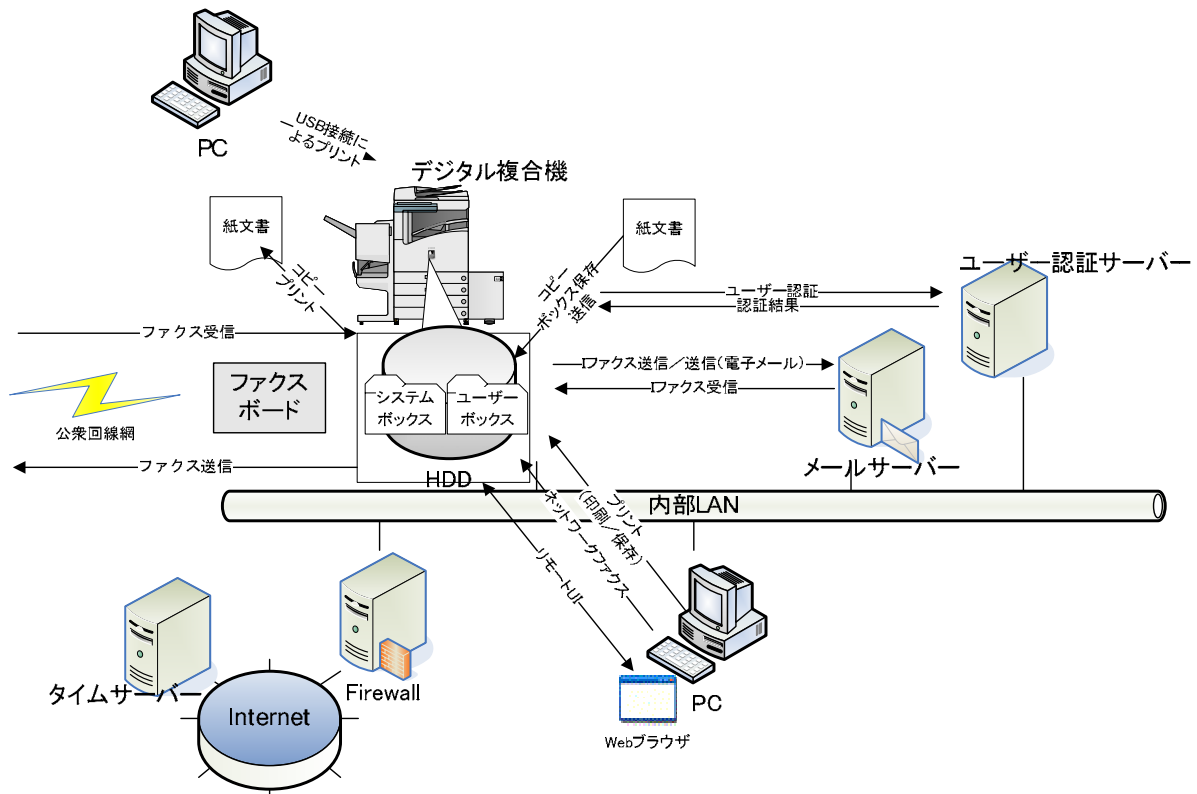 PC
USB接続に
よるプリント
デジタル複合機
紙文書
コピー
プリント
紙文書
コピー
ボックス保存
送信
ユーザー認証サーバー
ユーザー認証
認証結果
ファクス受信
Iファクス送信／送信(電子メール)
Iファクス受信
ファクス
ボード
システム
ボックス
ユーザー
ボックス
公衆回線網
ファクス送信
HDD
メールサーバー
内部LAN
プリント
(印刷／保存)
ネットワークファクス
リモートUI
タイムサーバー
Firewall
Internet
PC
Webブラウザ